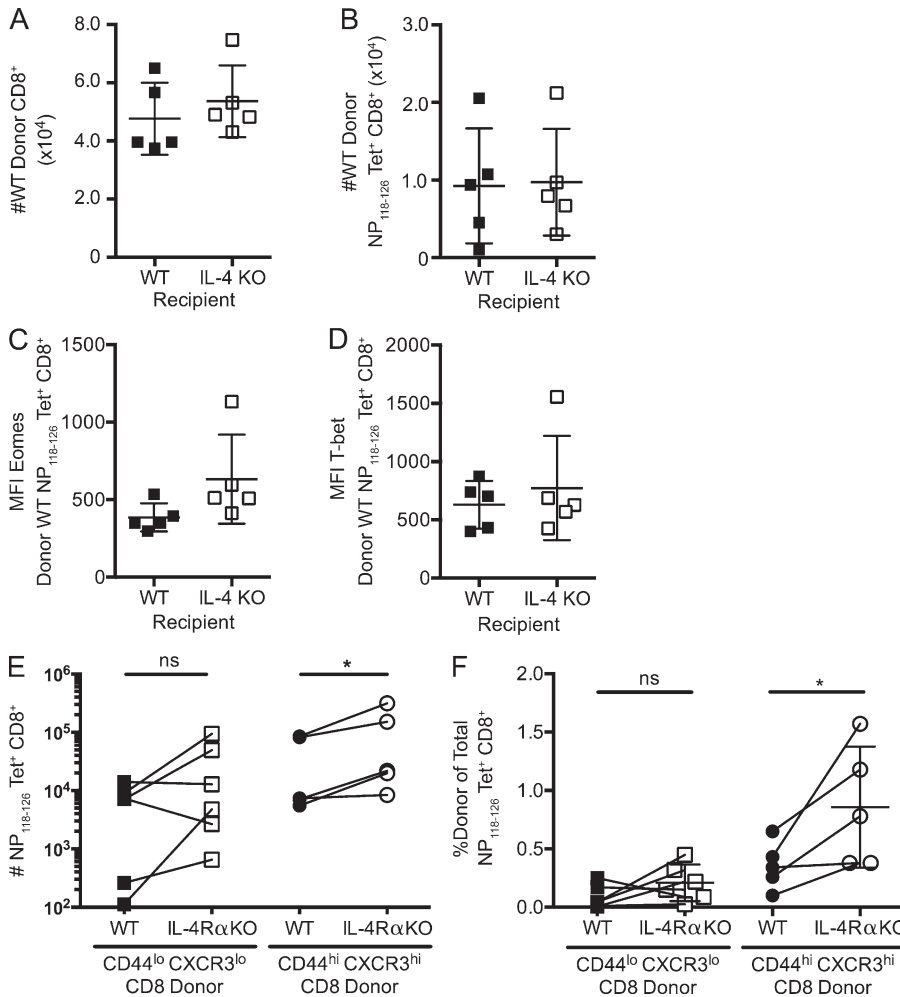 A
#WT Donor CD8⁺
(x10⁴)
8.0
6.0
4.0
2.0
0
WT
IL-4 KO
Recipient
B
#WT Donor
NP₁₁₈₋₁₂₆ Tet⁺ CD8⁺ (x10⁴)
3.0
2.0
1.0
0
WT
IL-4 KO
Recipient
C
MFI Eomes
Donor WT NP₁₁₈₋₁₂₆ Tet⁺ CD8⁺
1500
1000
500
0
WT
IL-4 KO
Recipient
D
MFI T-bet
Donor WT NP₁₁₈₋₁₂₆ Tet⁺ CD8⁺
2000
1500
1000
500
0
WT
IL-4 KO
Recipient
E
# NP₁₁₈₋₁₂₆ Tet⁺ CD8⁺
10⁶
10⁵
10⁴
10³
10²
ns
*
WT
IL-4RαKO
WT
IL-4RαKO
CD44ˡᵒ CXCR3ˡᵒ
CD8 Donor
CD44ʰⁱ CXCR3ʰⁱ
CD8 Donor
F
%Donor of Total
NP₁₁₈₋₁₂₆ Tet⁺ CD8⁺
2.0
1.5
1.0
0.5
0.0
ns
*
WT
IL-4RαKO
WT
IL-4RαKO
CD44ˡᵒ CXCR3ˡᵒ
CD8 Donor
CD44ʰⁱ CXCR3ʰⁱ
CD8 Donor